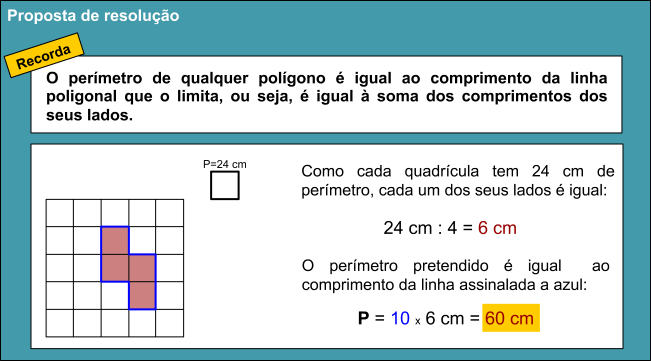 Proposta de resolução
Recorda
O perímetro de qualquer polígono é igual ao comprimento da linha
poligonal que o limita, ou seja, é igual à soma dos comprimentos dos
seus lados.
P=24 cm
Como cada quadrícula tem 24 cm de
perímetro, cada um dos seus lados é igual:
24 cm : 4 = 6 cm
O perímetro pretendido é igual ao
comprimento da linha assinalada a azul:
P = 10 x 6 cm = 60 cm